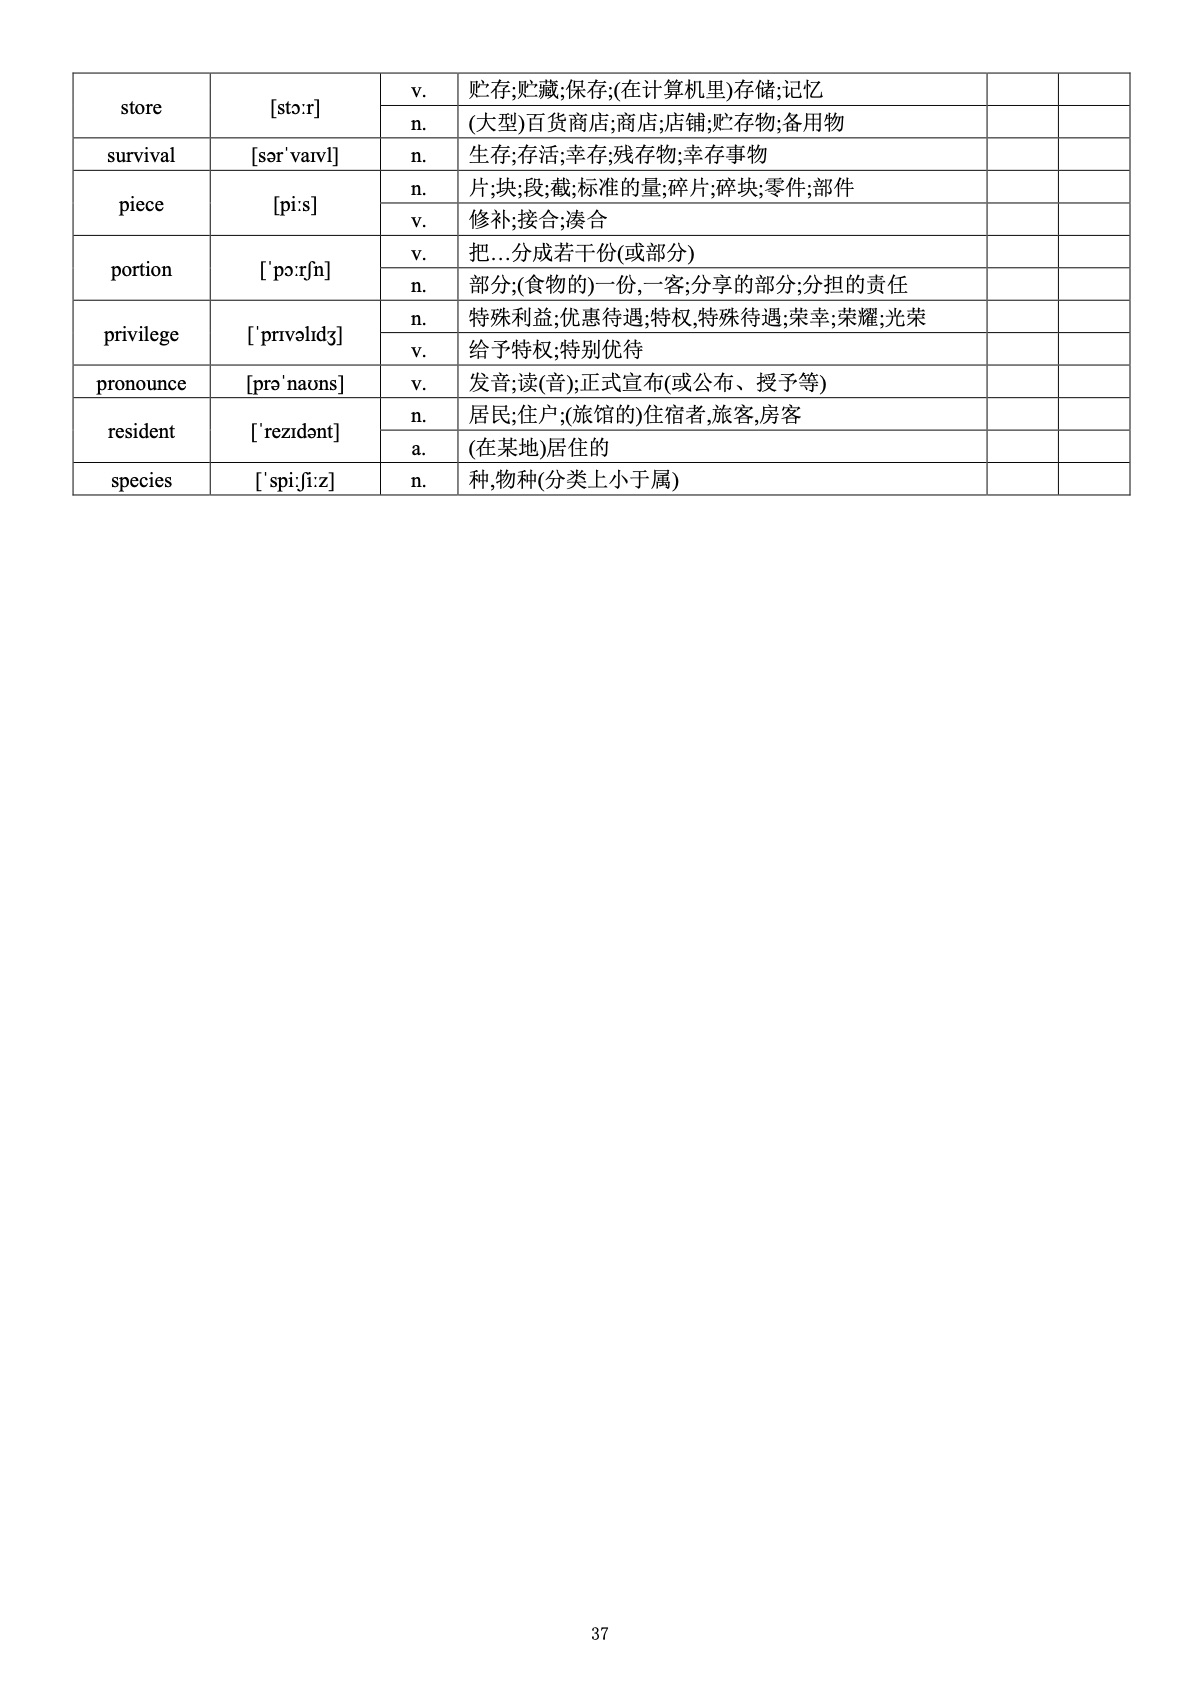 store [stɔːr] v. 贮存;贮藏;保存;(在计算机里)存储;记忆
n. (大型)百货商店;商店;店铺;贮存物;备用物
survival [sərˈvaɪvl] n. 生存;存活;幸存;残存物;幸存事物
piece [piːs] n. 片;块;段;截;标准的量;碎片;碎块;零件;部件
v. 修补;接合;凑合
portion [ˈpɔːrʃn] v. 把…分成若干份(或部分)
n. 部分;(食物的)一份,一客;分享的部分;分担的责任
privilege [ˈprɪvəlɪdʒ] n. 特殊利益;优惠待遇;特权,特殊待遇;荣幸;荣耀;光荣
v. 给予特权;特别优待
pronounce [prəˈnaʊns] v. 发音;读(音);正式宣布(或公布、授予等)
resident [ˈrezɪdənt] n. 居民;住户;(旅馆的)住宿者,旅客,房客
a. (在某地)居住的
species [ˈspiːʃiːz] n. 种,物种(分类上小于属)
37